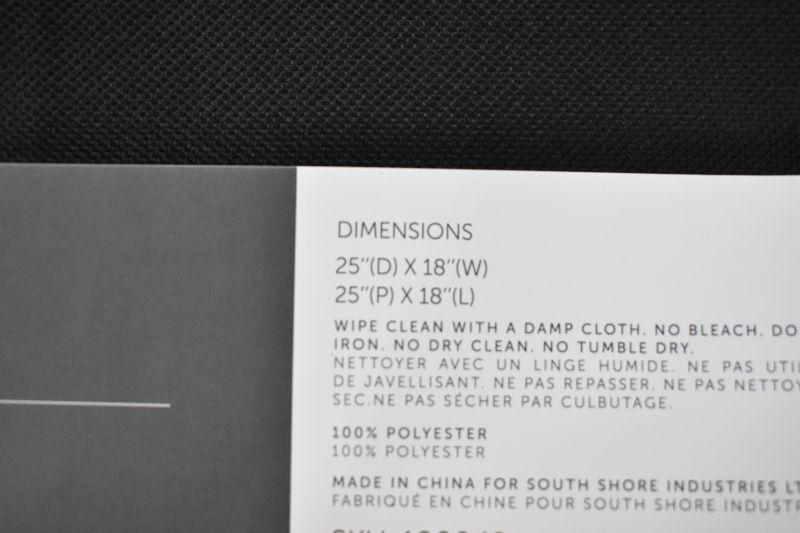 DIMENSIONS
25"(D) X 18"(W)
25"(P) X 18"(L)
WIPE CLEAN WITH A DAMP CLOTH. NO BLEACH. DO
IRON. NO DRY CLEAN. NO TUMBLE DRY.
NETTOYER AVEC UN LINGE HUMIDE. NE PAS
DE JAVELLISANT. NE PAS REPASSER. NE PAS
SEC.NE PAS SÉCHER PAR CULBUTAGE.
100% POLYESTER
100% POLYESTER
MADE IN CHINA FOR SOUTH SHORE INDUSTRIES
FABRIQUÉ EN CHINE POUR SOUTH SHORE